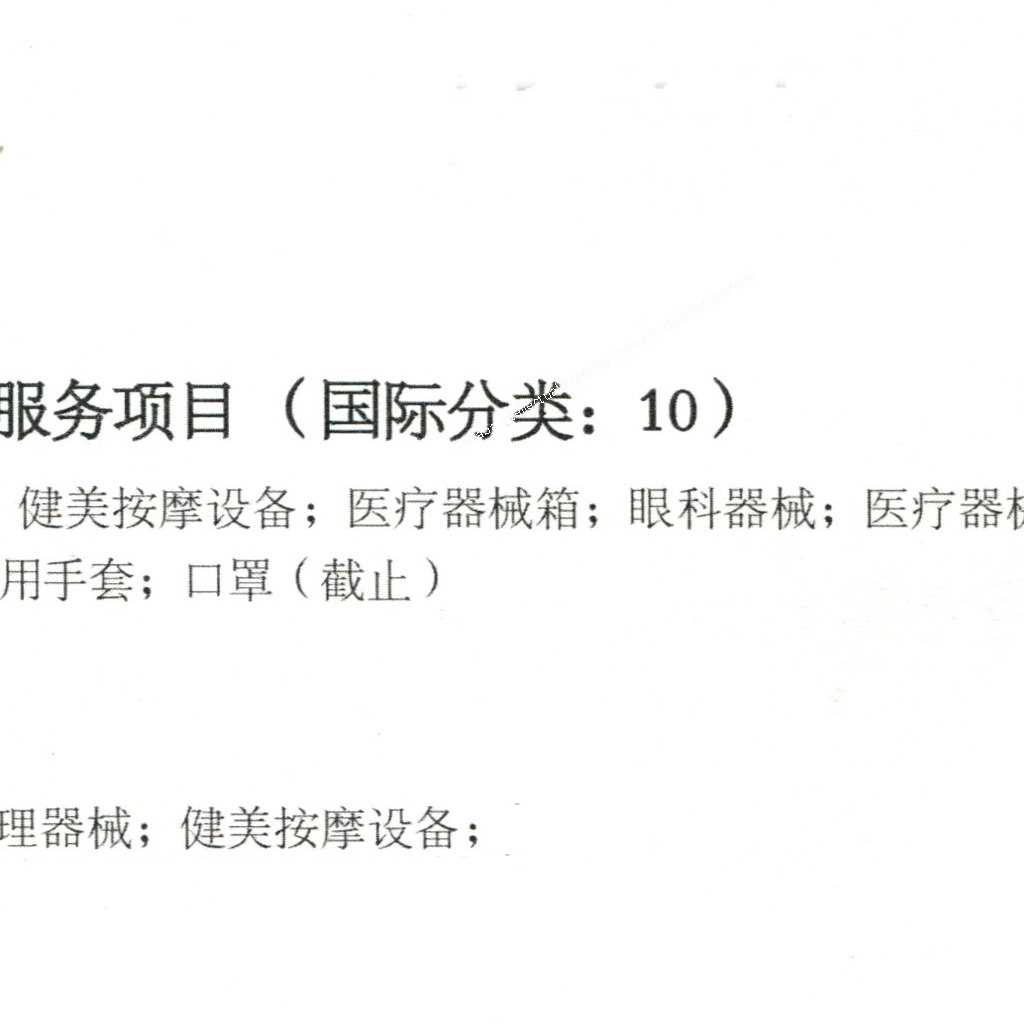 服务项目（国际分类：10）
健美按摩设备；医疗器械箱；眼科器械；医疗器械
用手套；口罩（截止）
理器械；健美按摩设备；